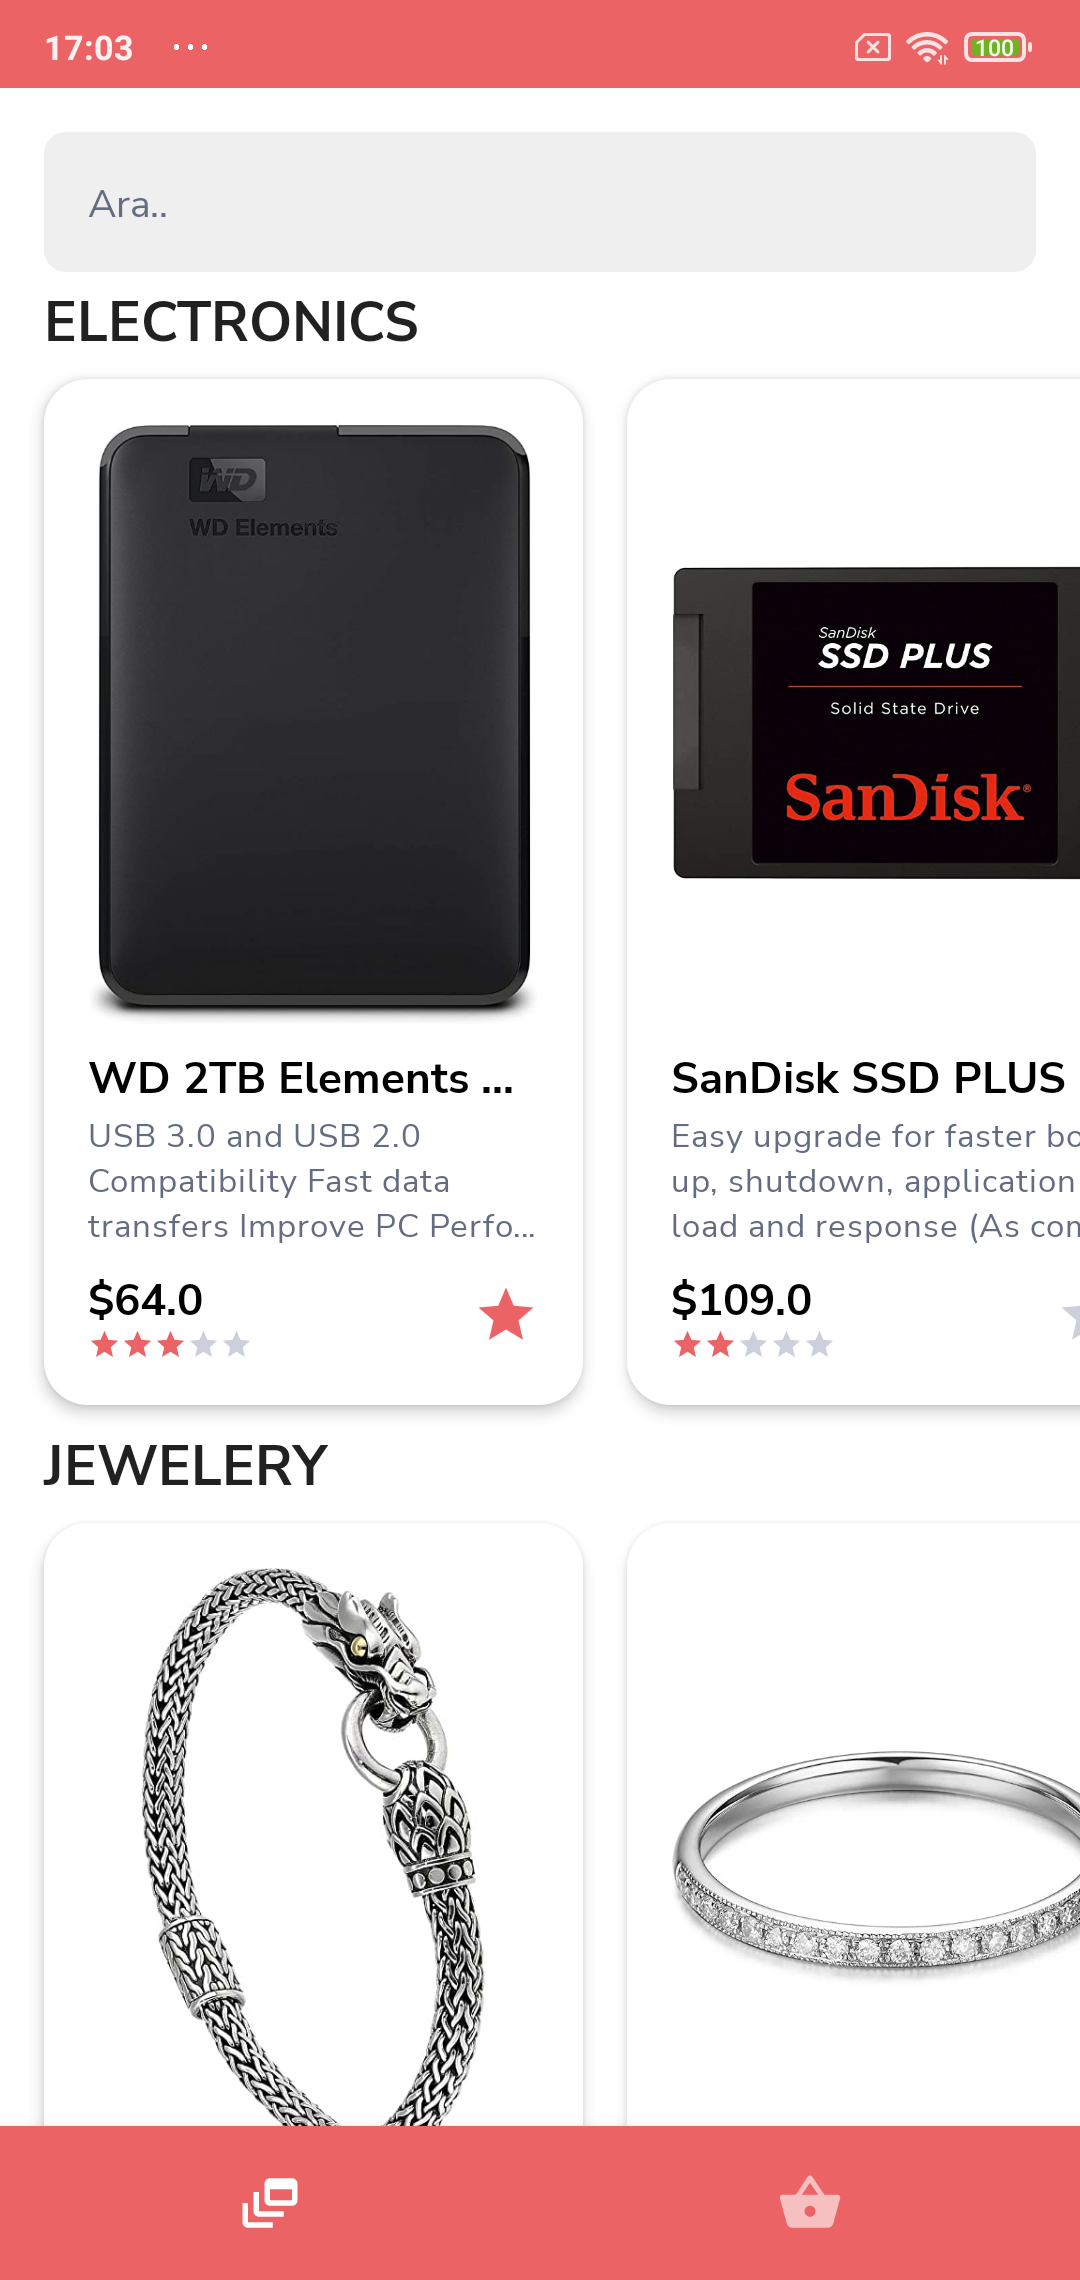 17:03
100
Ara..
ELECTRONICS
WD
WD Elements
SanDisk
SSD PLUS
Solid State Drive
SanDisk®
WD 2TB Elements ...
USB 3.0 and USB 2.0
Compatibility Fast data
transfers Improve PC Perfo...
$64.0
SanDisk SSD PLUS
Easy upgrade for faster bo
up, shutdown, application
load and response (As com
$109.0
JEWELERY